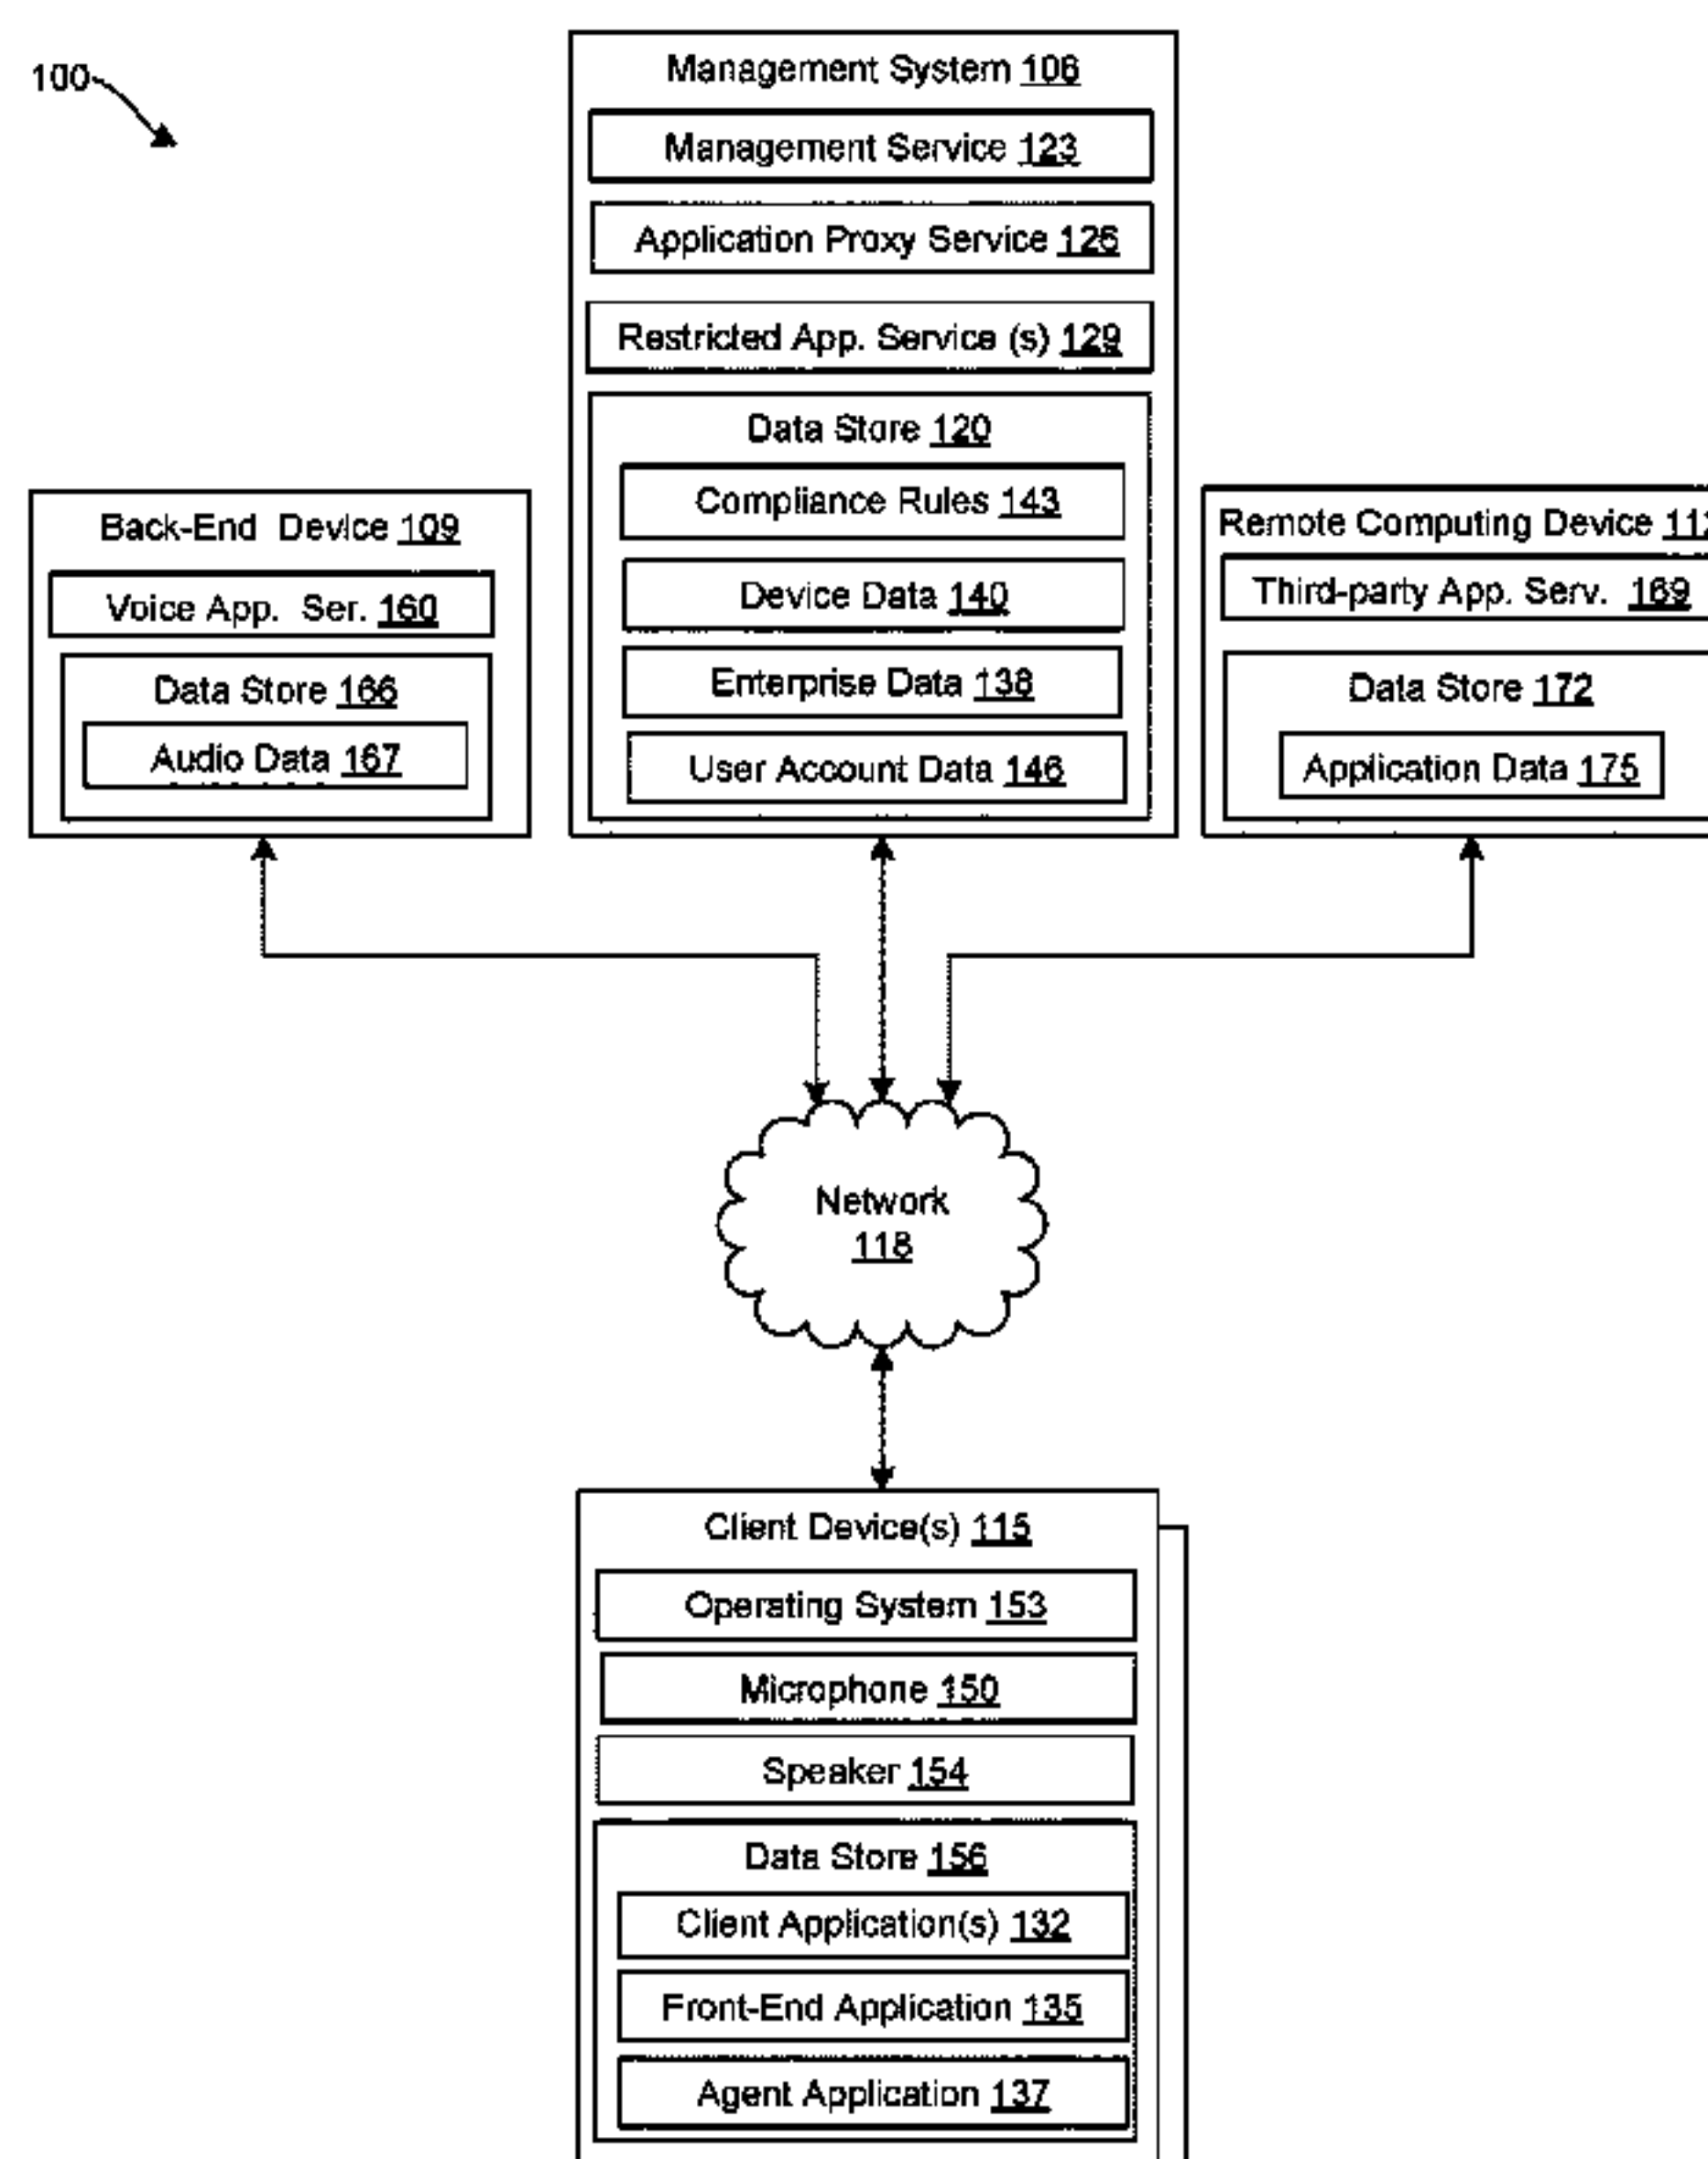 100
Management System 106
Management Service 123
Application Proxy Service 126
Restricted App. Service (s) 129
Data Store 120
Compliance Rules 143
Device Data 140
Enterprise Data 138
User Account Data 146
Back-End Device 109
Voice App. Ser. 160
Data Store 166
Audio Data 167
Remote Computing Device
Third-party App. Serv. 169
Data Store 172
Application Data 175
Network
118
Client Device(s) 115
Operating System 153
Microphone 150
Speaker 154
Data Store 156
Client Application(s) 132
Front-End Application 135
Agent Application 137